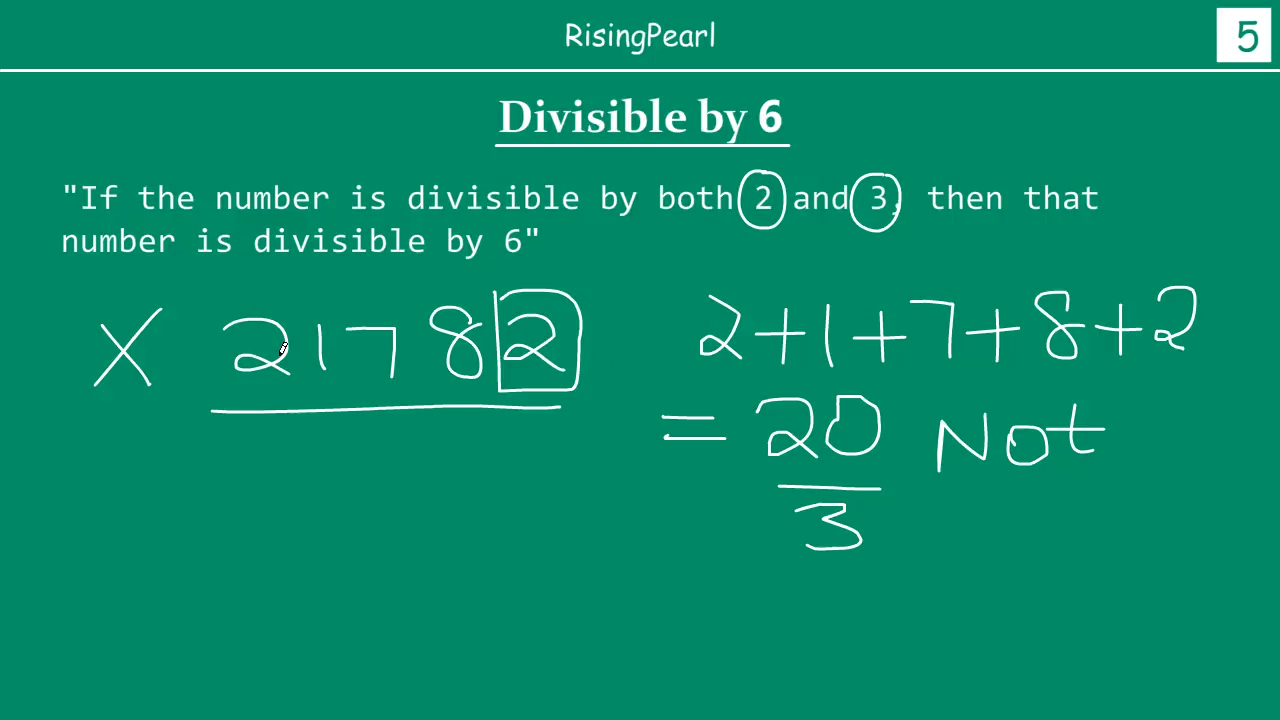 RisingPearl
5
Divisible by 6
"If the number is divisible by both 2 and 3, then that
number is divisible by 6"
X 21782
2+1+7+8+2
= 20 Not
3